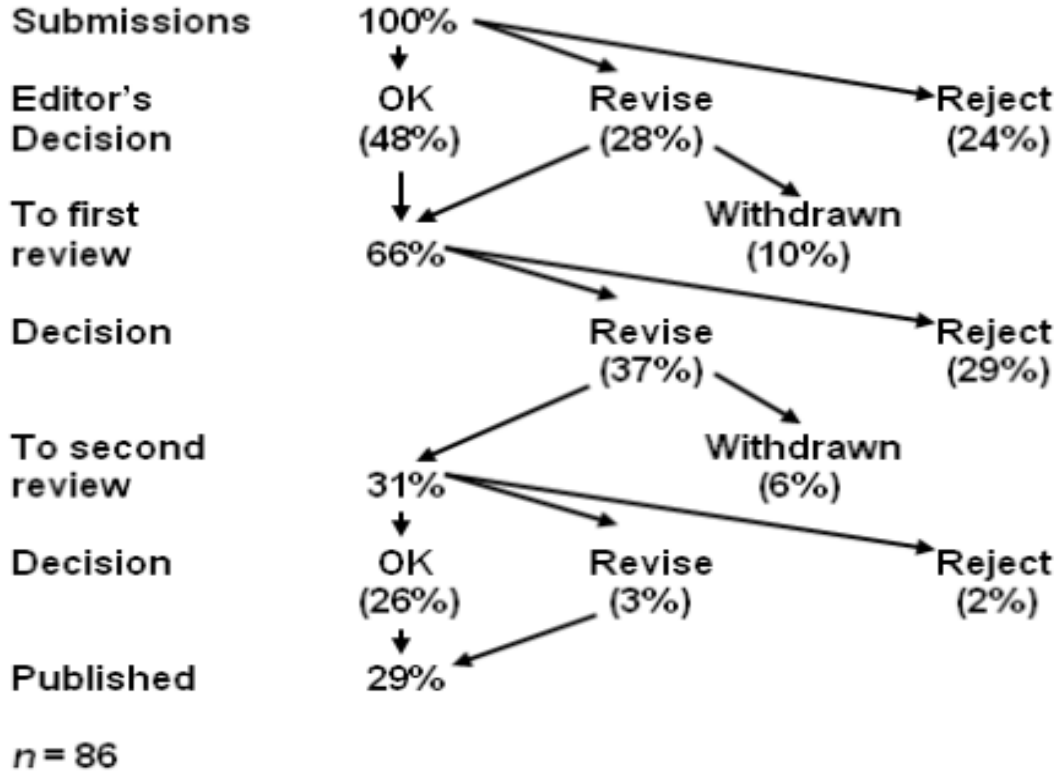 Submissions 100%
Editor's OK Revise Reject
Decision (48%) (28%) (24%)
To first Withdrawn
review 66% (10%)
Decision Revise Reject
(37%) (29%)
To second Withdrawn
review 31% (6%)
Decision OK Revise Reject
(26%) (3%) (2%)
Published 29%
n = 86